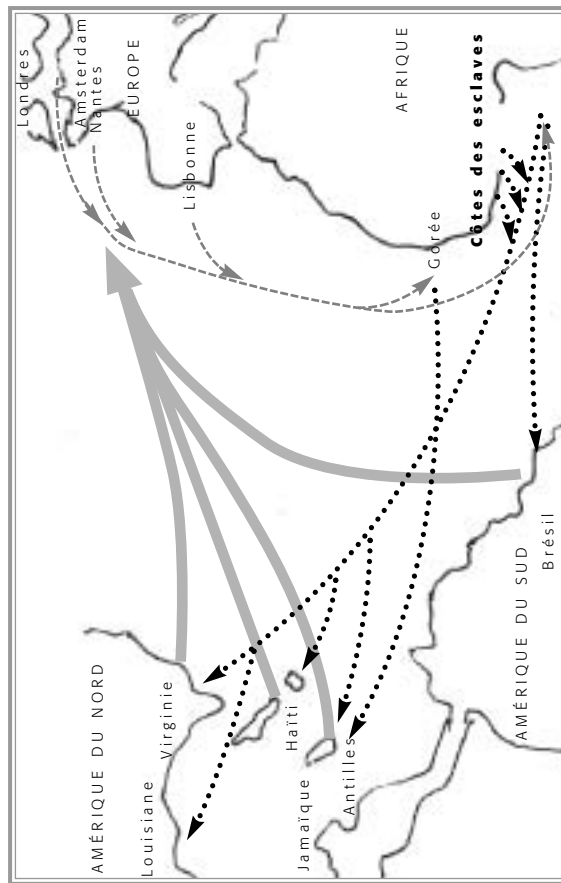 AMÉRIQUE DU NORD
Louisiane
Virginie
Haïti
Jamaïque
Antilles
AMÉRIQUE DU SUD
Brésil
Londres
Amsterdam
Nantes
EUROPE
Lisbonne
AFRIQUE
Gorée
Côtes des esclaves